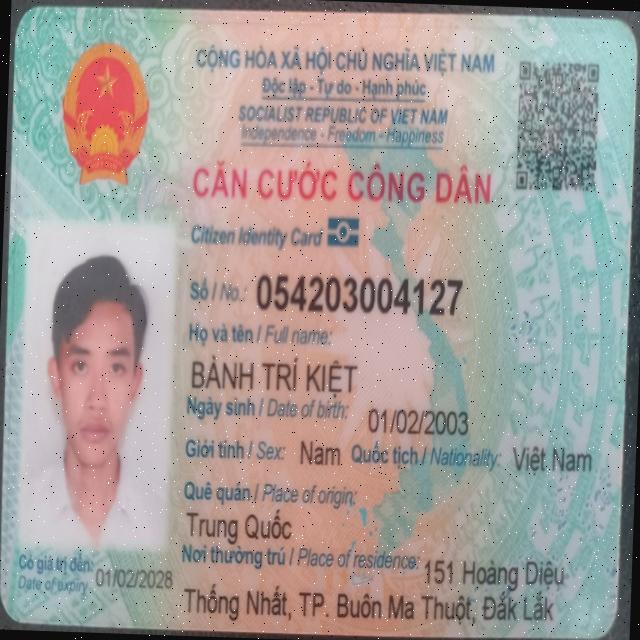 CỘNG HÒA XÃ HỘI CHỦ NGHĨA VIỆT NAM
Độc lập - Tự do - Hạnh phúc
SOCIALIST REPUBLIC OF VIET NAM
Independence - Freedom - Happiness
CĂN CƯỚC CÔNG DÂN
Citizen Identity Card
Số / No.: 054203004127
Họ và tên / Full name:
BÀNH TRÍ KIỆT
Ngày sinh / Date of birth: 01/02/2003
Giới tính / Sex: Nam Quốc tịch / Nationality: Việt Nam
Quê quán / Place of origin:
Trung Quốc
Nơi thường trú / Place of residence: 151 Hoàng Diệu
Thống Nhất, TP. Buôn Ma Thuột, Đắk Lắk
Có giá trị đến: 01/02/2028
Date of expiry